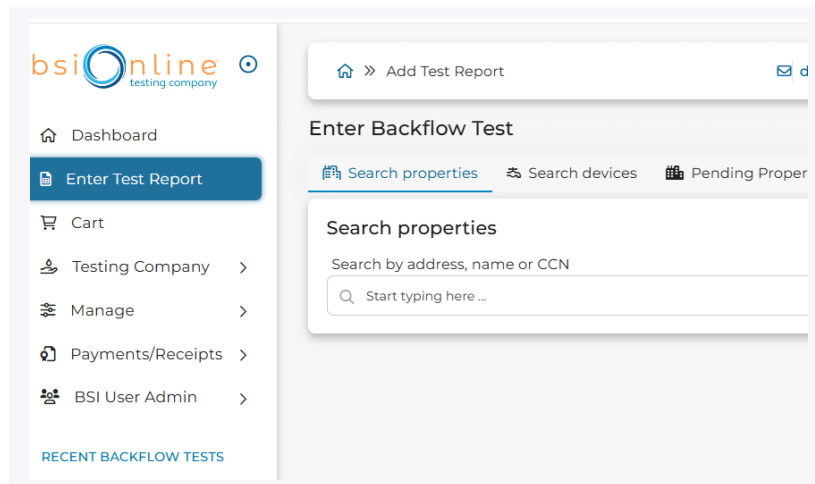 bsiOnline
testing company
Dashboard
Enter Test Report
Cart
Testing Company
Manage
Payments/Receipts
BSI User Admin
RECENT BACKFLOW TESTS
Add Test Report
Enter Backflow Test
Search properties
Search devices
Pending
Search properties
Search by address, name or CCN
Start typing here ...